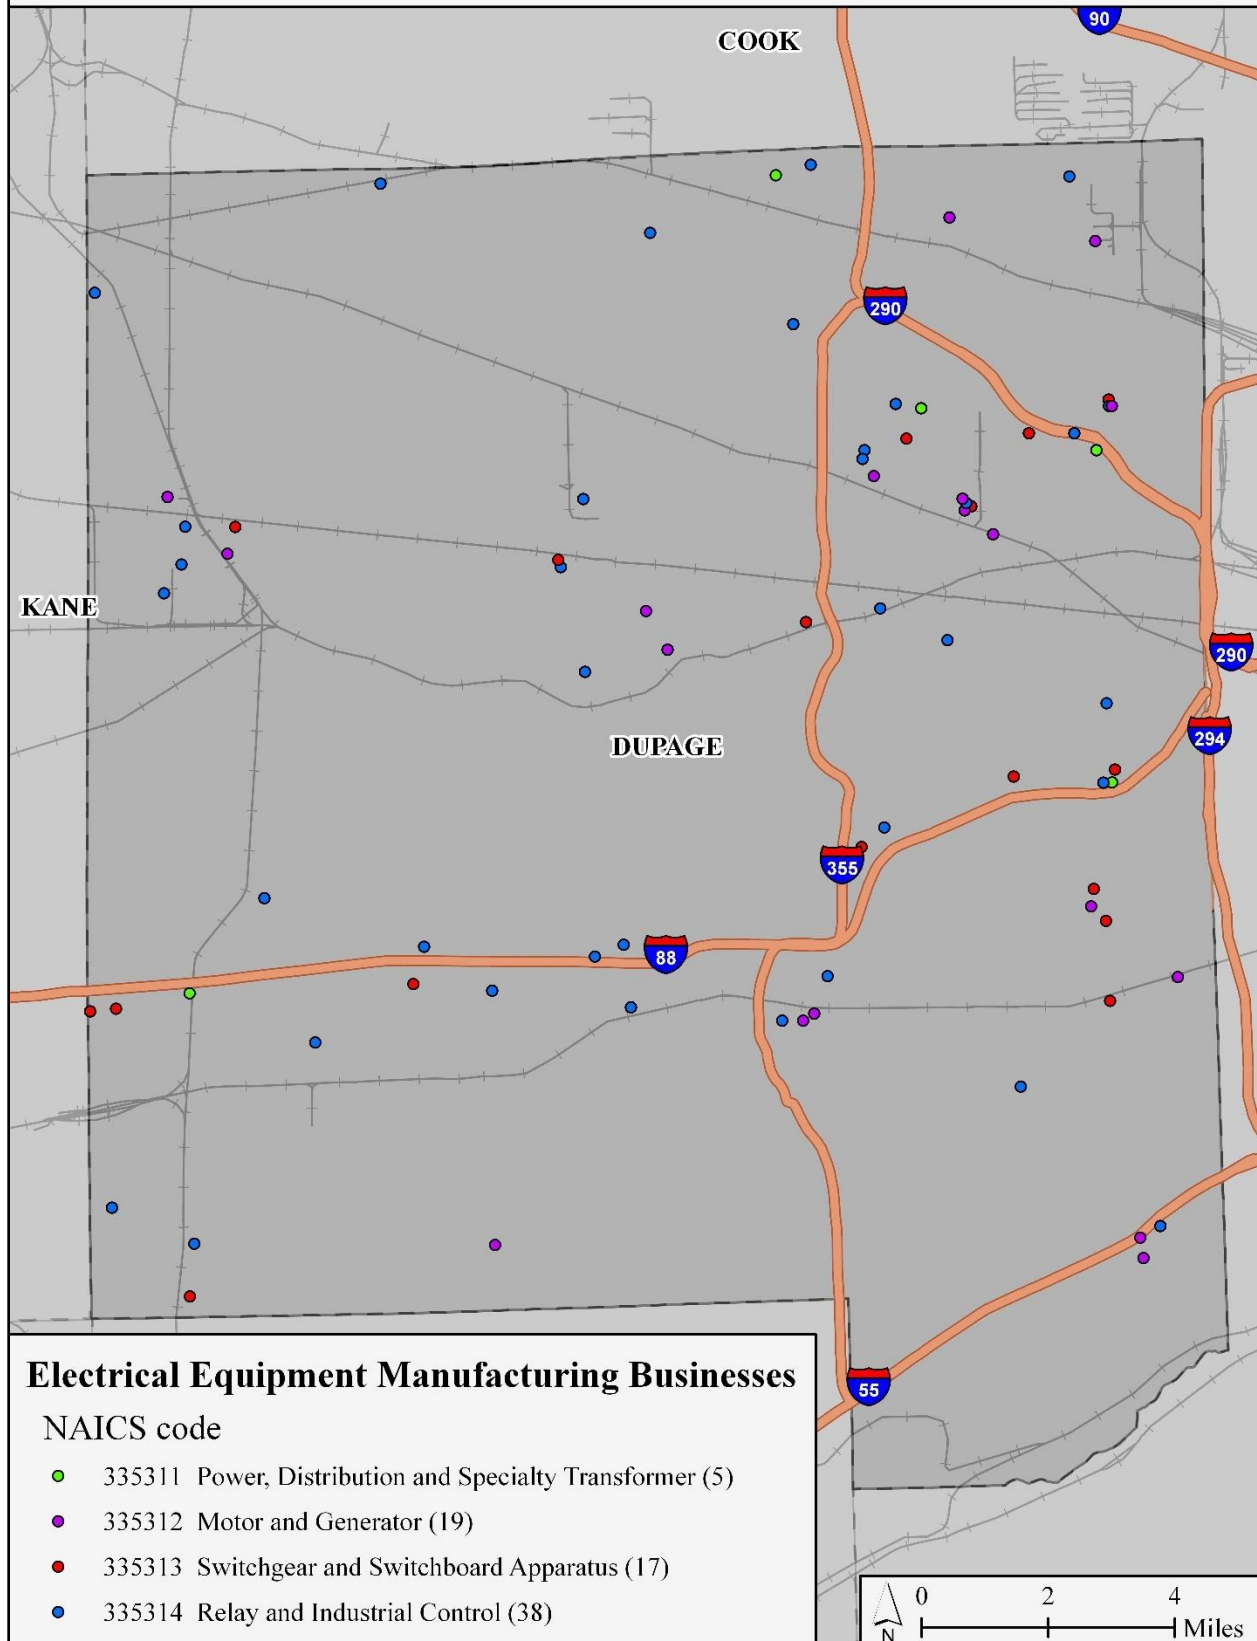 90
COOK
290
KANE
290
294
DUPAGE
355
88
55
Electrical Equipment Manufacturing Businesses
NAICS code
335311 Power, Distribution and Specialty Transformer (5)
335312 Motor and Generator (19)
335313 Switchgear and Switchboard Apparatus (17)
335314 Relay and Industrial Control (38)
0 2 4
Miles
N